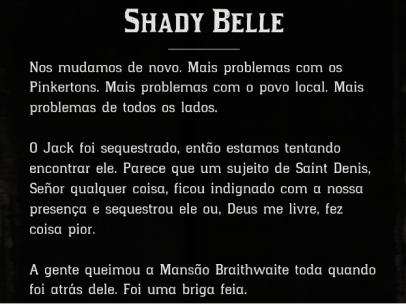 SHADY BELLE
Nos mudamos de novo. Mais problemas com os
Pinkertons. Mais problemas com o povo local. Mais
problemas de todos os lados.
O Jack foi sequestrado, então estamos tentando
encontrar ele. Parece que um sujeito de Saint Denis,
Señor qualquer coisa, ficou indignado com a nossa
presença e sequestrou ele ou, Deus me livre, fez
coisa pior.
A gente queimou a Mansão Braithwaite toda quando
foi atrás dele. Foi uma briga feia.